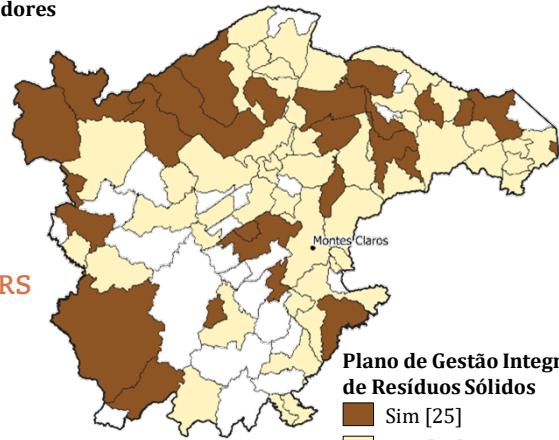 dores
Montes Claros
RS
Plano de Gestão Integr
de Resíduos Sólidos
Sim [25]